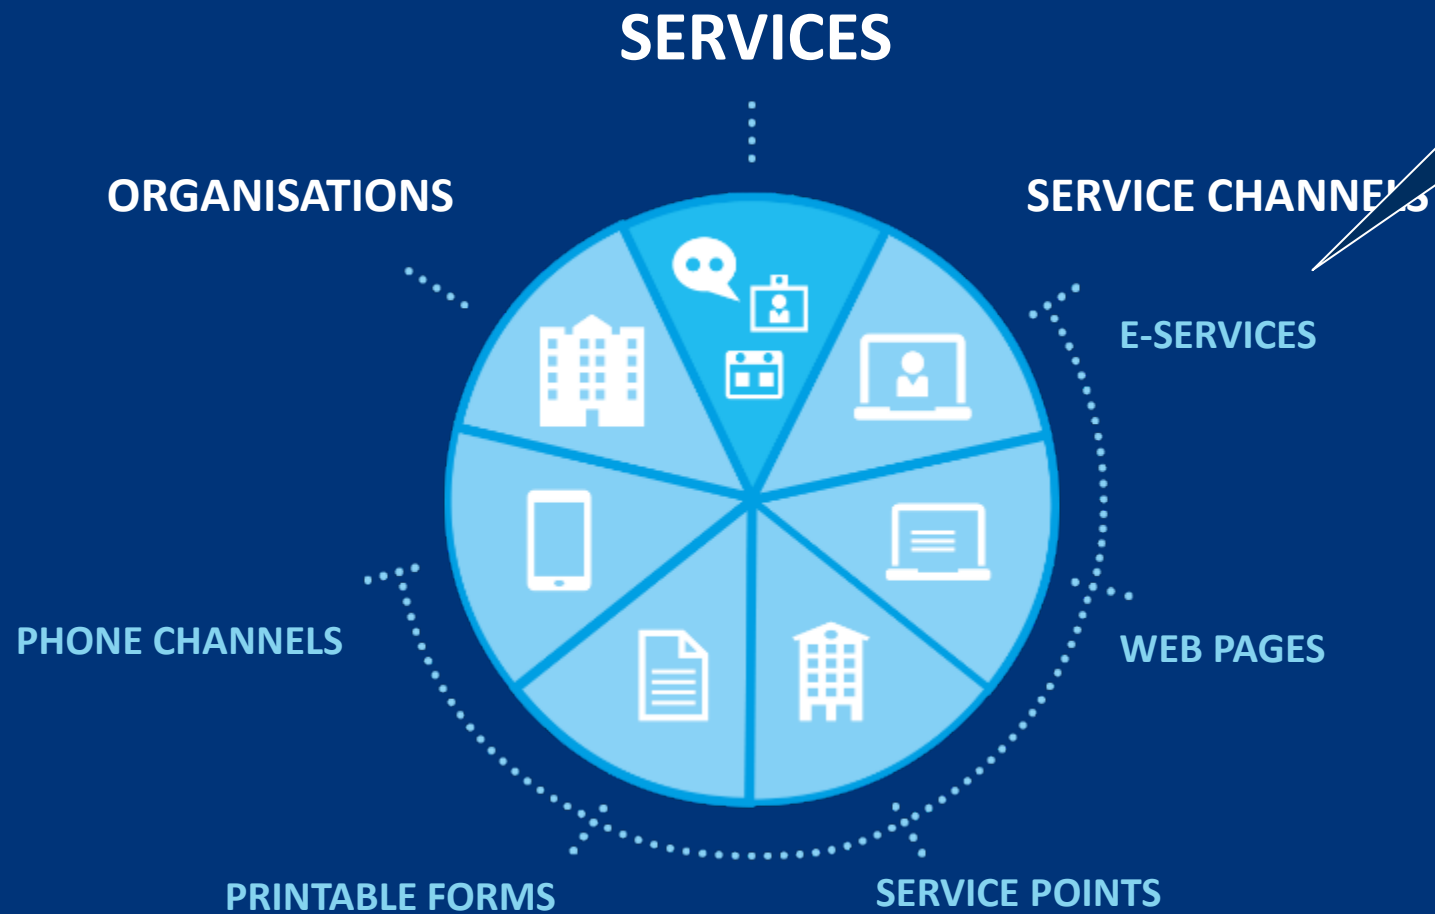 SERVICES
ORGANISATIONS
SERVICE CHANNELS
E-SERVICES
PHONE CHANNELS
WEB PAGES
PRINTABLE FORMS
SERVICE POINTS